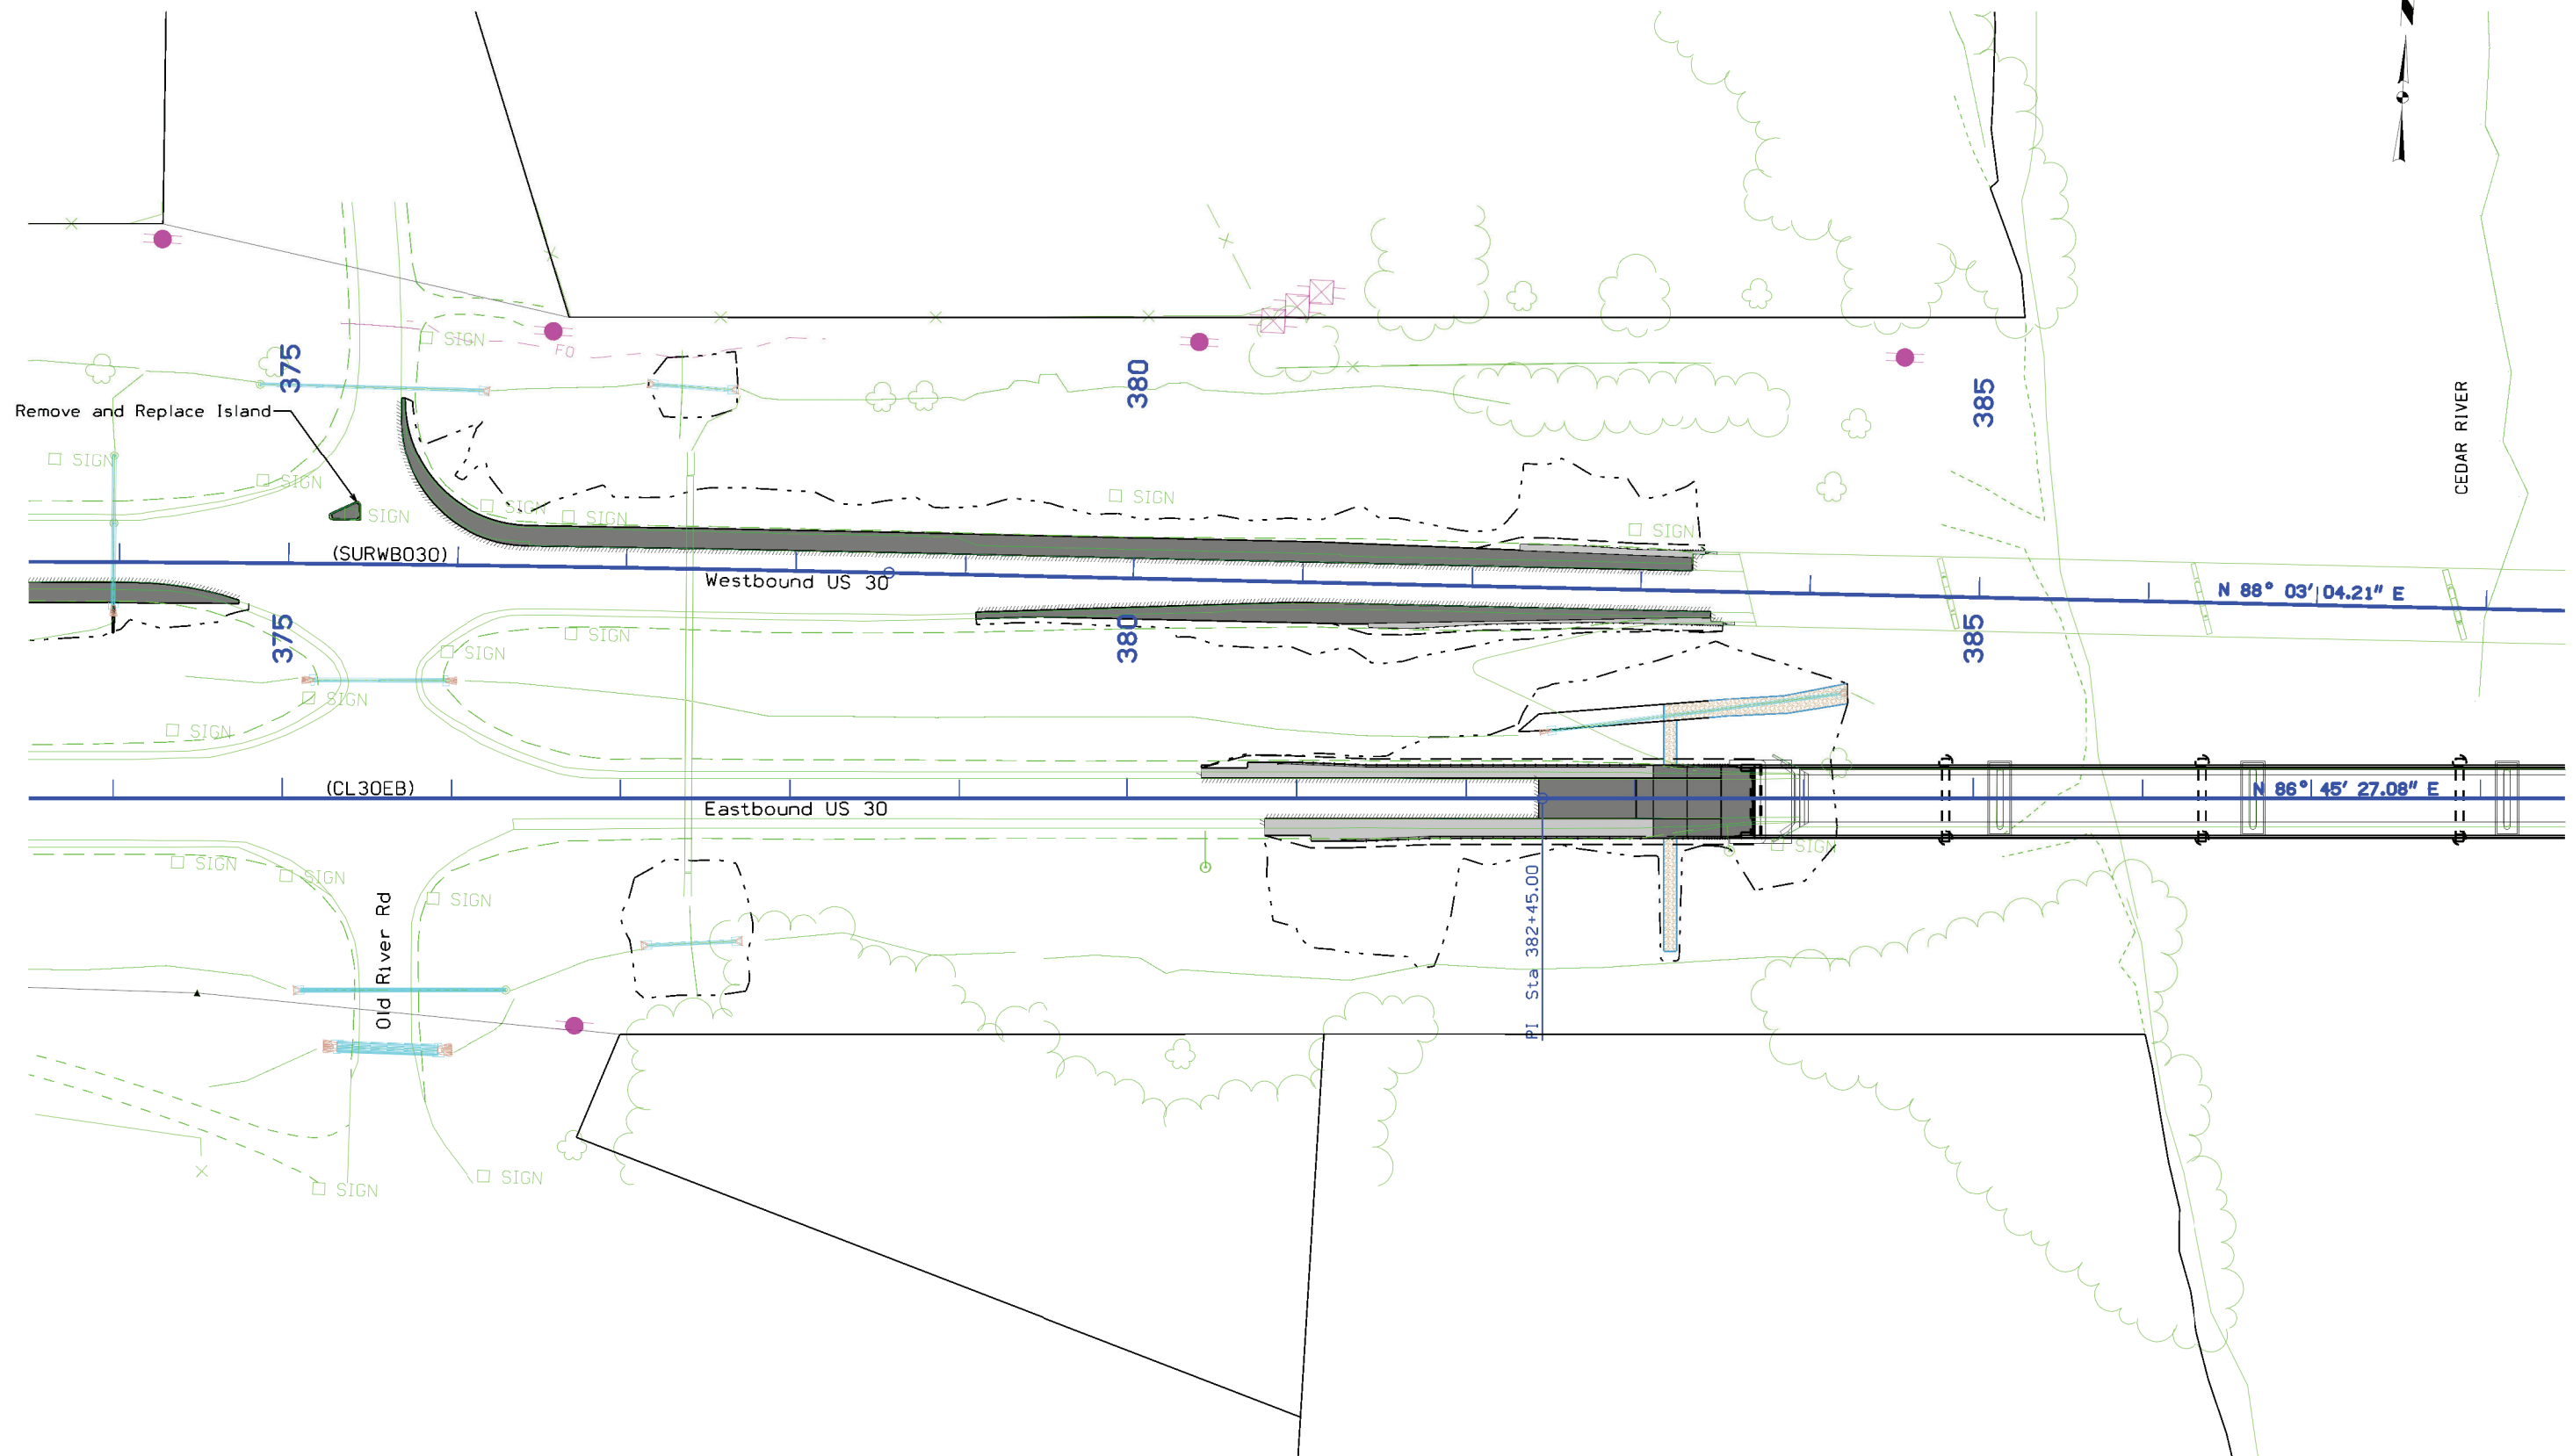 SIGN
FO
375
380
385
Remove and Replace Island
CEDAR RIVER
SIGN
SIGN
SIGN
SIGN
SIGN
SIGN
SIGN
(SURWB030)
Westbound US 30
N 88° 03' 04.21" E
375
380
385
SIGN
SIGN
SIGN
SIGN
(CL30EB)
Eastbound US 30
N 86° 45' 27.08" E
SIGN
SIGN
SIGN
SIGN
Old River Rd
PI Sta 382+45.00
SIGN
SIGN